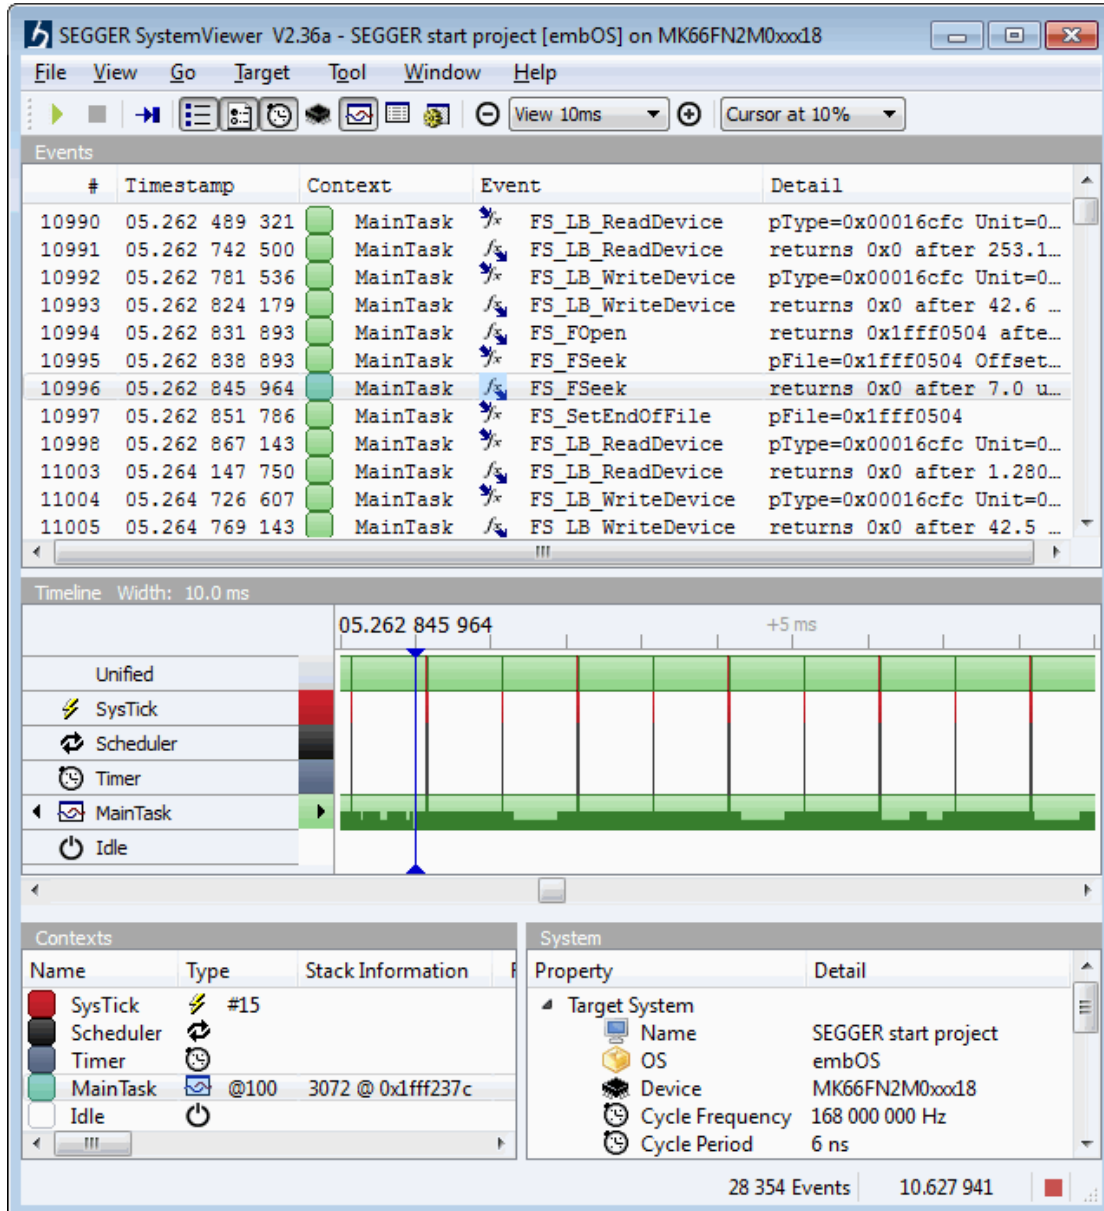 SEGGER SystemViewer V2.36a - SEGGER start project [embOS] on MK66FN2M0xxx18
File View Go Target Tool Window Help
View 10ms Cursor at 10%
Events
# Timestamp Context Event Detail
10990 05.262 489 321 MainTask FS_LB_ReadDevice pType=0x00016cfc Unit=0...
10991 05.262 742 500 MainTask FS_LB_ReadDevice returns 0x0 after 253.1...
10992 05.262 781 536 MainTask FS_LB_WriteDevice pType=0x00016cfc Unit=0...
10993 05.262 824 179 MainTask FS_LB_WriteDevice returns 0x0 after 42.6 ...
10994 05.262 831 893 MainTask FS_FOpen returns 0x1fff0504 afte...
10995 05.262 838 893 MainTask FS_FSeek pFile=0x1fff0504 Offset...
10996 05.262 845 964 MainTask FS_FSeek returns 0x0 after 7.0 u...
10997 05.262 851 786 MainTask FS_SetEndOfFile pFile=0x1fff0504
10998 05.262 867 143 MainTask FS_LB_ReadDevice pType=0x00016cfc Unit=0...
11003 05.264 147 750 MainTask FS_LB_ReadDevice returns 0x0 after 1.280...
11004 05.264 726 607 MainTask FS_LB_WriteDevice pType=0x00016cfc Unit=0...
11005 05.264 769 143 MainTask FS_LB_WriteDevice returns 0x0 after 42.5 ...
Timeline Width: 10.0 ms
05.262 845 964 +5 ms
Unified
SysTick
Scheduler
Timer
MainTask
Idle
Contexts
Name Type Stack Information
SysTick #15
Scheduler
Timer
MainTask @100 3072 @ 0x1fff237c
Idle
System
Property Detail
Target System
Name SEGGER start project
OS embOS
Device MK66FN2M0xxx18
Cycle Frequency 168 000 000 Hz
Cycle Period 6 ns
28 354 Events 10.627 941